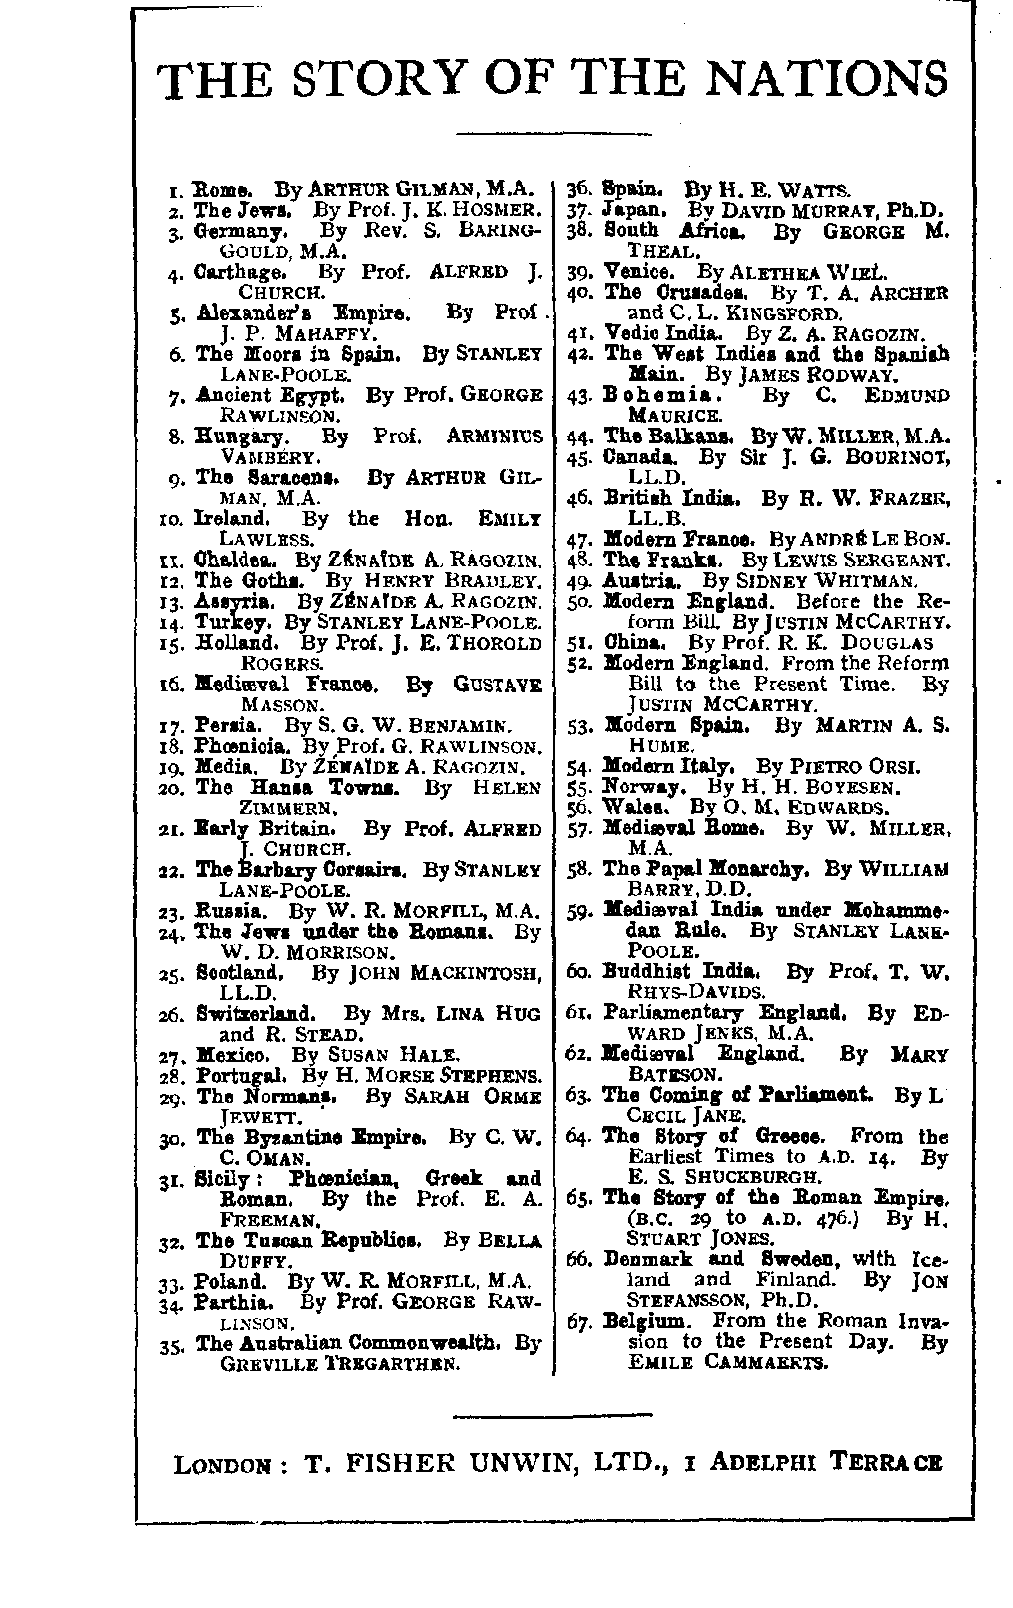 THE STORY OF THE NATIONS
1. Rome. By ARTHUR GILMAN, M.A.
2. The Jews. By Prof. J. K. HOSMER.
3. Germany. By Rev. S. BARING-
GOULD, M.A.
4. Carthage. By Prof. ALFRED J.
CHURCH.
5. Alexander's Empire. By Prof.
J. P. MAHAFFY.
6. The Moors in Spain. By STANLEY
LANE-POOLE.
7. Ancient Egypt. By Prof. GEORGE
RAWLINSON.
8. Hungary. By Prof. ARMINIUS
VAMBÉRY.
9. The Saracens. By ARTHUR GIL-
MAN, M.A.
10. Ireland. By the Hon. EMILY
LAWLESS.
11. Chaldea. By ZÉNAÏDE A. RAGOZIN.
12. The Goths. By HENRY BRADLEY.
13. Assyria. By ZÉNAÏDE A. RAGOZIN.
14. Turkey. By STANLEY LANE-POOLE.
15. Holland. By Prof. J. E. THOROLD
ROGERS.
16. Mediæval France. By GUSTAVE
MASSON.
17. Persia. By S. G. W. BENJAMIN.
18. Phœnicia. By Prof. G. RAWLINSON.
19. Media. By ZÉNAÏDE A. RAGOZIN.
20. The Hansa Towns. By HELEN
ZIMMERN.
21. Early Britain. By Prof. ALFRED
J. CHURCH.
22. The Barbary Corsairs. By STANLEY
LANE-POOLE.
23. Russia. By W. R. MORFILL, M.A.
24. The Jews under the Romans. By
W. D. MORRISON.
25. Scotland. By JOHN MACKINTOSH,
LL.D.
26. Switzerland. By Mrs. LINA HUG
and R. STEAD.
27. Mexico. By SUSAN HALE.
28. Portugal. By H. MORSE STEPHENS.
29. The Normans. By SARAH ORME
JEWETT.
30. The Byzantine Empire. By C. W.
C. OMAN.
31. Sicily: Phœnician, Greek and
Roman. By the Prof. E. A.
FREEMAN.
32. The Tuscan Republics. By BELLA
DUFFY.
33. Poland. By W. R. MORFILL, M.A.
34. Parthia. By Prof. GEORGE RAW-
LINSON.
35. The Australian Commonwealth. By
GREVILLE TREGARTHEN.
36. Spain. By H. E. WATTS.
37. Japan. By DAVID MURRAY, Ph.D.
38. South Africa. By GEORGE M.
THEAL.
39. Venice. By ALETHEA WIEL.
40. The Crusades. By T. A. ARCHER
and C. L. KINGSFORD.
41. Vedic India. By Z. A. RAGOZIN.
42. The West Indies and the Spanish
Main. By JAMES RODWAY.
43. Bohemia. By C. EDMUND
MAURICE.
44. The Balkans. By W. MILLER, M.A.
45. Canada. By Sir J. G. BOURINOT,
LL.D.
46. British India. By R. W. FRAZER,
LL.B.
47. Modern France. By ANDRÉ LE BON.
48. The Franks. By LEWIS SERGEANT.
49. Austria. By SIDNEY WHITMAN.
50. Modern England. Before the Re-
form Bill. By JUSTIN MCCARTHY.
51. China. By Prof. R. K. DOUGLAS
52. Modern England. From the Reform
Bill to the Present Time. By
JUSTIN MCCARTHY.
53. Modern Spain. By MARTIN A. S.
HUME.
54. Modern Italy. By PIETRO ORSI.
55. Norway. By H. H. BOYESEN.
56. Wales. By O. M. EDWARDS.
57. Mediæval Rome. By W. MILLER,
M.A.
58. The Papal Monarchy. By WILLIAM
BARRY, D.D.
59. Mediæval India under Mohamme-
dan Rule. By STANLEY LANE-
POOLE.
60. Buddhist India. By Prof. T. W.
RHYS-DAVIDS.
61. Parliamentary England. By ED-
WARD JENKS, M.A.
62. Mediæval England. By MARY
BATESON.
63. The Coming of Parliament. By L
CECIL JANE.
64. The Story of Greece. From the
Earliest Times to A.D. 14. By
E. S. SHUCKBURGH.
65. The Story of the Roman Empire.
(B.C. 29 to A.D. 476.) By H.
STUART JONES.
66. Denmark and Sweden, with Ice-
land and Finland. By JON
STEFANSSON, Ph.D.
67. Belgium. From the Roman Inva-
sion to the Present Day. By
EMILE CAMMAERTS.
LONDON: T. FISHER UNWIN, LTD., 1 ADELPHI TERRACE